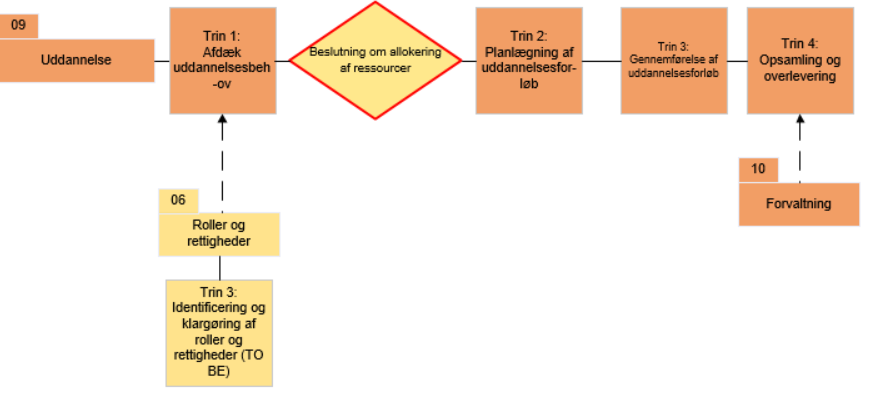 09
Uddannelse
Trin 1:
Afdæk
uddannelsesbeh
-ov
Beslutning om allokering
af ressourcer
Trin 2:
Planlægning af
uddannelsesfor-
løb
Trin 3:
Gennemførelse af
uddannelsesforløb
Trin 4:
Opsamling og
overlevering
06
Roller og
rettigheder
Trin 3:
Identificering og
klargøring af
roller og
rettigheder (TO
BE)
10
Forvaltning